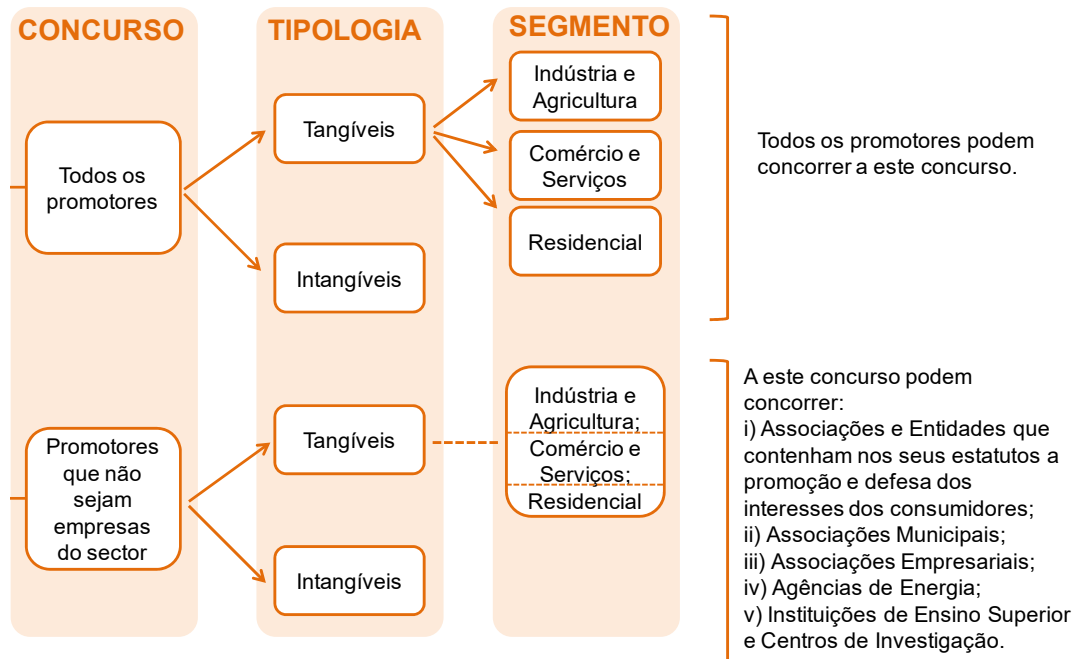 CONCURSO
TIPOLOGIA
SEGMENTO
Todos os
promotores
Tangíveis
Intangíveis
Indústria e
Agricultura
Comércio e
Serviços
Residencial
Todos os promotores podem
concorrer a este concurso.
Promotores
que não
sejam
empresas
do sector
Tangíveis
Intangíveis
Indústria e
Agricultura;
Comércio e
Serviços;
Residencial
A este concurso podem
concorrer:
i) Associações e Entidades que
contenham nos seus estatutos a
promoção e defesa dos
interesses dos consumidores;
ii) Associações Municipais;
iii) Associações Empresariais;
iv) Agências de Energia;
v) Instituições de Ensino Superior
e Centros de Investigação.